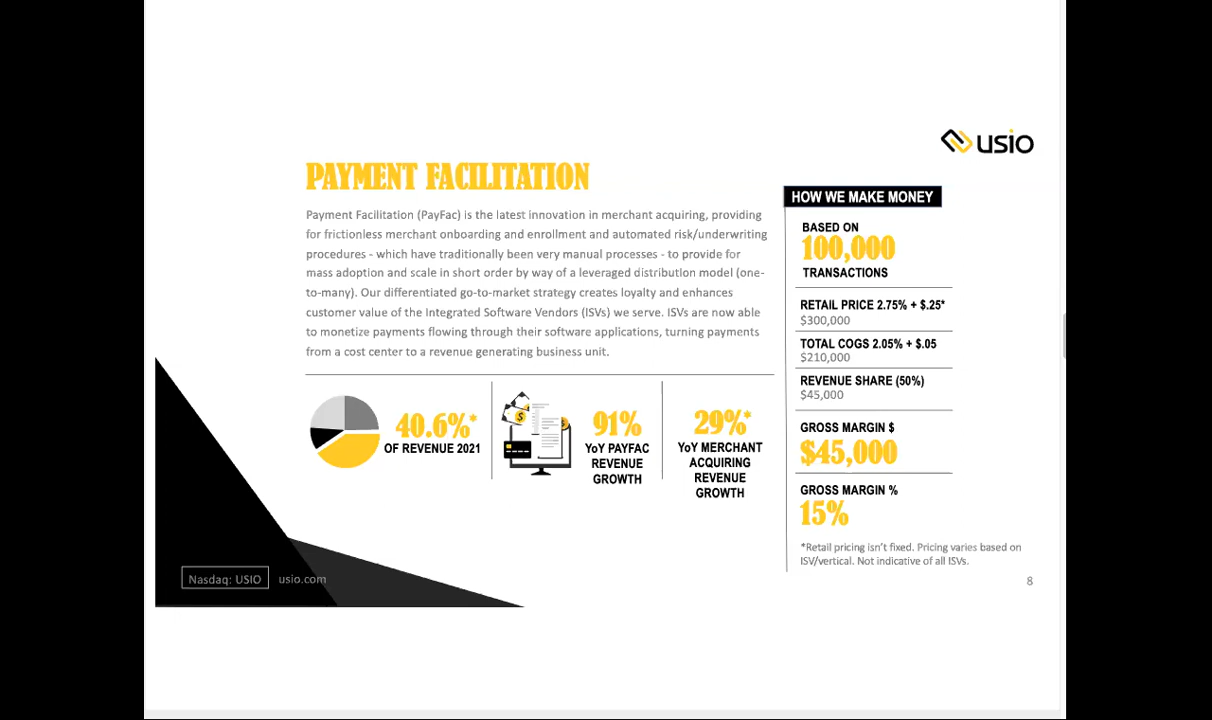 usio
PAYMENT FACILITATION
Payment Facilitation (PayFac) is the latest innovation in merchant acquiring, providing
for frictionless merchant onboarding and enrollment and automated risk/underwriting
procedures - which have traditionally been very manual processes - to provide for
mass adoption and scale in short order by way of a leveraged distribution model (one-
to-many). Our differentiated go-to-market strategy creates loyalty and enhances
customer value of the Integrated Software Vendors (ISVs) we serve. ISVs are now able
to monetize payments flowing through their software applications, turning payments
from a cost center to a revenue generating business unit.
40.6%*
OF REVENUE 2021
91%
YoY PAYFAC
REVENUE
GROWTH
29%*
YoY MERCHANT
ACQUIRING
REVENUE
GROWTH
HOW WE MAKE MONEY
BASED ON
100,000
TRANSACTIONS
RETAIL PRICE 2.75% + $.25*
$300,000
TOTAL COGS 2.05% + $.05
$210,000
REVENUE SHARE (50%)
$45,000
GROSS MARGIN $
$45,000
GROSS MARGIN %
15%
*Retail pricing isn't fixed. Pricing varies based on
ISV/vertical. Not indicative of all ISVs.
Nasdaq: USIO
usio.com
8